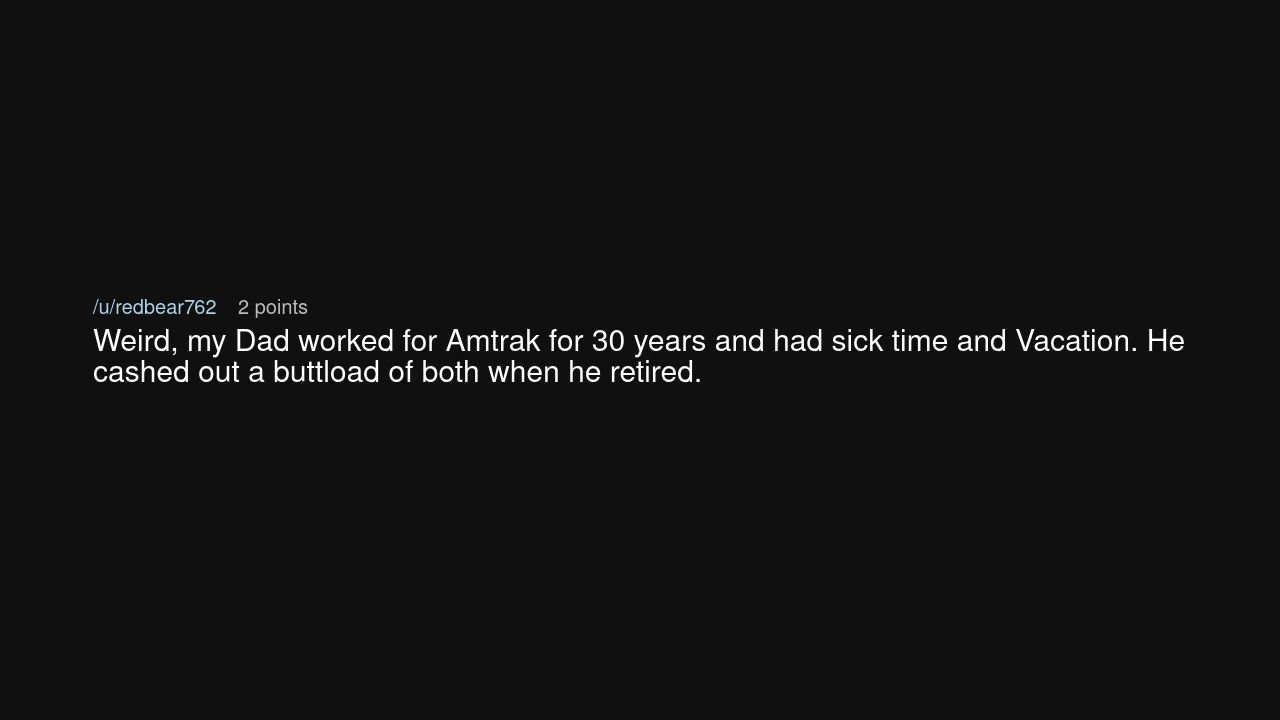 /u/redbear762 2 points
Weird, my Dad worked for Amtrak for 30 years and had sick time and Vacation. He
cashed out a buttload of both when he retired.